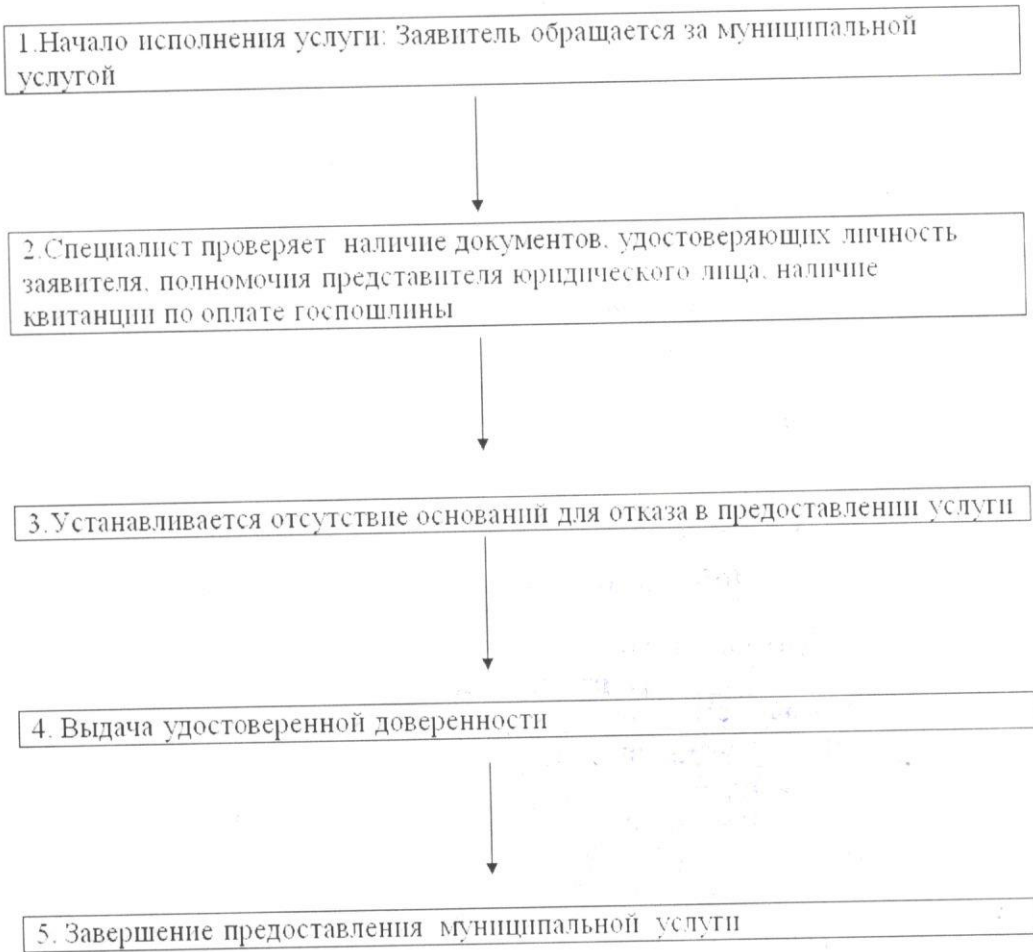 1.Начало исполнения услуги: Заявитель обращается за муниципальной
услугой
2.Специалист проверяет наличие документов, удостоверяющих личность
заявителя, полномочия представителя юридического лица, наличие
квитанции по оплате госпошлины
3.Устанавливается отсутствие оснований для отказа в предоставлении услуги
4. Выдача удостоверенной доверенности
5. Завершение предоставления муниципальной услуги